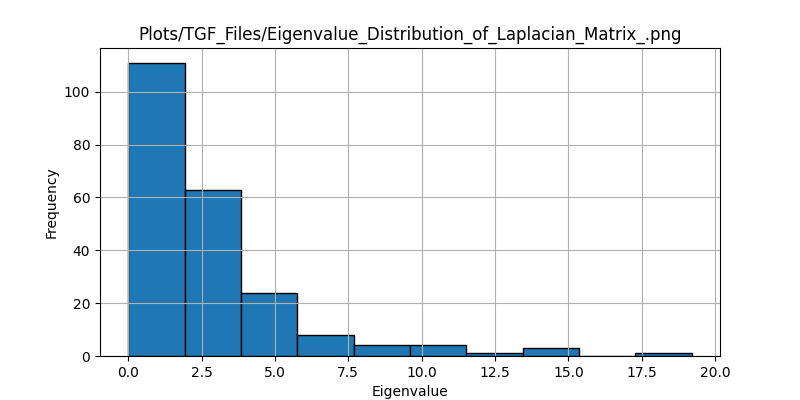 Plots/TGF_Files/Eigenvalue_Distribution_of_Laplacian_Matrix_.png
100
80
60
40
20
0
Frequency
0.0 2.5 5.0 7.5 10.0 12.5 15.0 17.5 20.0
Eigenvalue